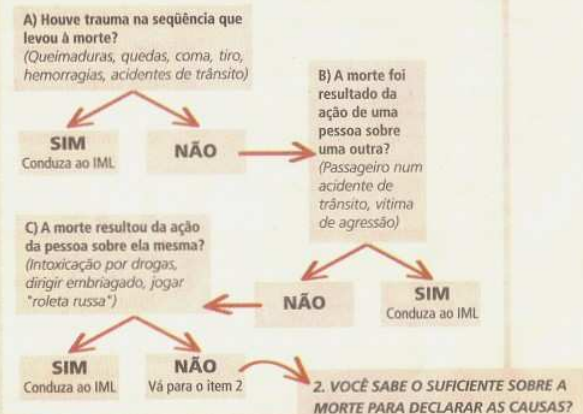 A) Houve trauma na seqüência que
levou à morte?
(Queimaduras, quedas, coma, tiro,
hemorragias, acidentes de trânsito)
SIM
Conduza ao IML
NÃO
B) A morte foi
resultado da
ação de uma
pessoa sobre
uma outra?
(Passageiro num
acidente de
trânsito, vítima
de agressão)
C) A morte resultou da ação
da pessoa sobre ela mesma?
(Intoxicação por drogas,
dirigir embriagado, jogar
"roleta russa")
NÃO
SIM
Conduza ao IML
SIM
Conduza ao IML
NÃO
Vá para o item 2
2. VOCÊ SABE O SUFICIENTE SOBRE A
MORTE PARA DECLARAR AS CAUSAS?